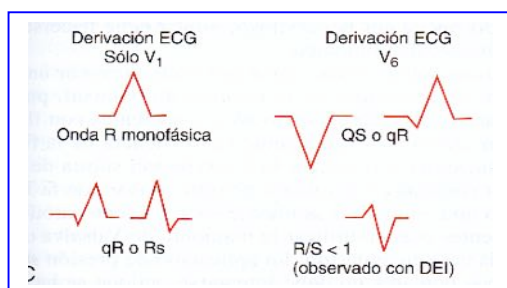 Derivación ECG
Sólo V₁
Onda R monofásica
qR o Rs
Derivación ECG
V₆
QS o qR
R/S < 1
(observado con DEI)
C